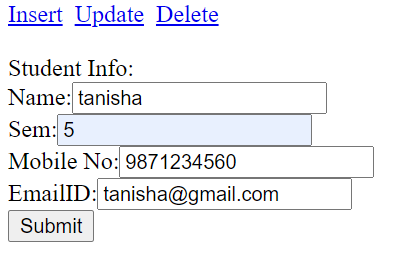 Insert Update Delete
Student Info:
Name: tanisha
Sem: 5
Mobile No: 9871234560
EmailID: tanisha@gmail.com
Submit